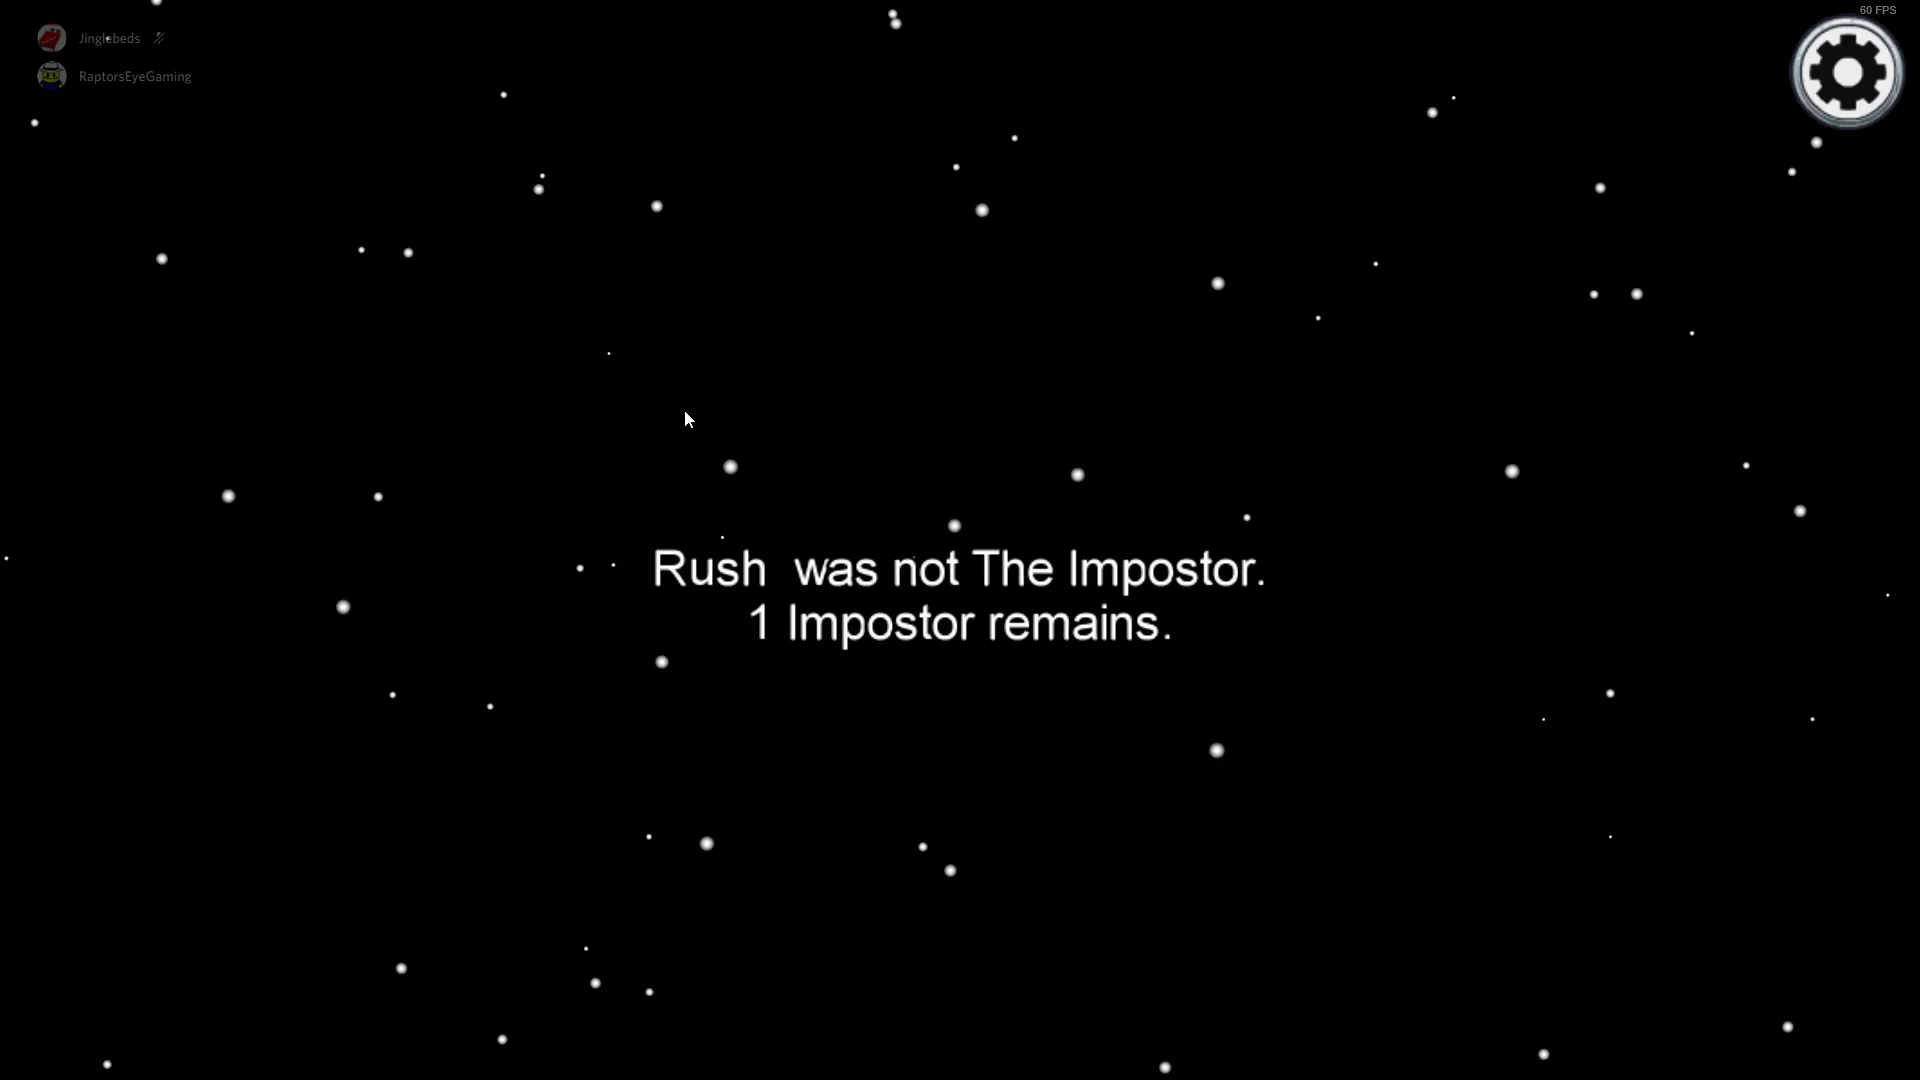 60 FPS
Jinglebeds
RaptorsEyeGaming
Rush  was not The Impostor.
1 Impostor remains.